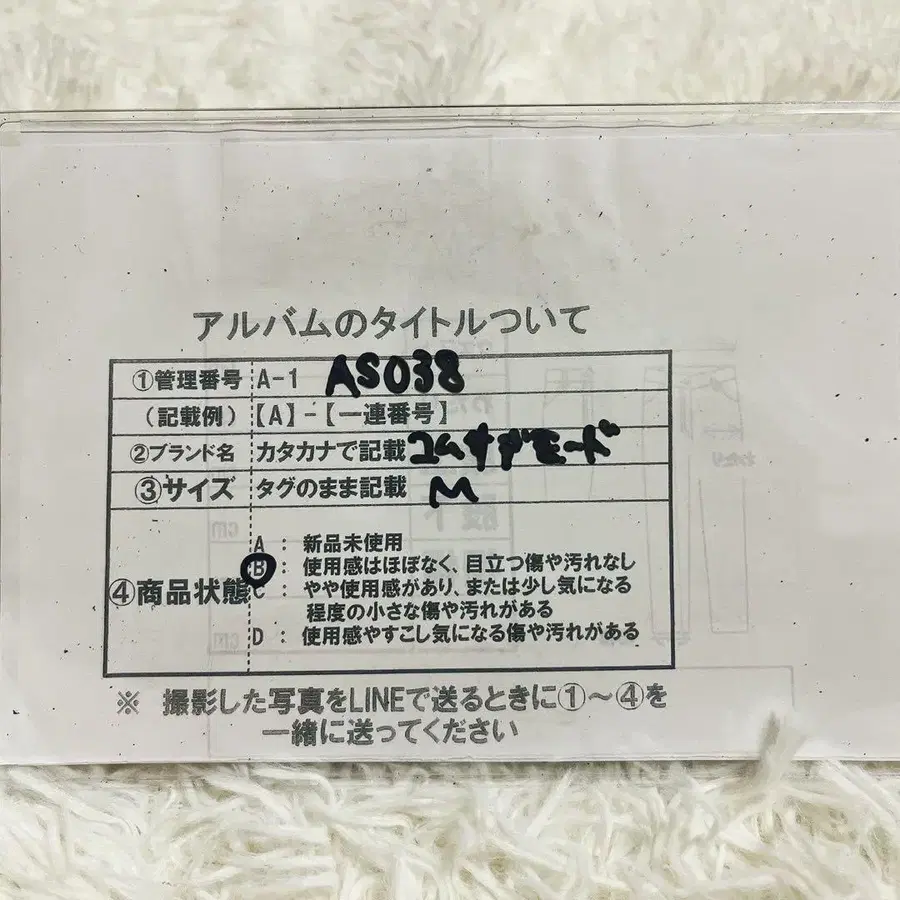 アルバムのタイトルついて
①管理番号 A-1 AS038
(記載例) 【A】-【一連番号】
②ブランド名 カタカナで記載 コムサデモード
③サイズ タグのまま記載 M
④商品状態
A : 新品未使用
B : 使用感はほぼなく、目立つ傷や汚れなし
C : やや使用感があり、または少し気になる
程度の小さな傷や汚れがある
D : 使用感やすこし気になる傷や汚れがある
※ 撮影した写真をLINEで送るときに①～④を
一緒に送ってください